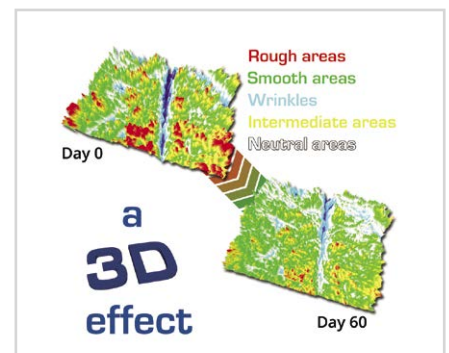 Rough areas
Smooth areas
Wrinkles
Intermediate areas
Neutral areas
Day 0
a
3D
effect
Day 60